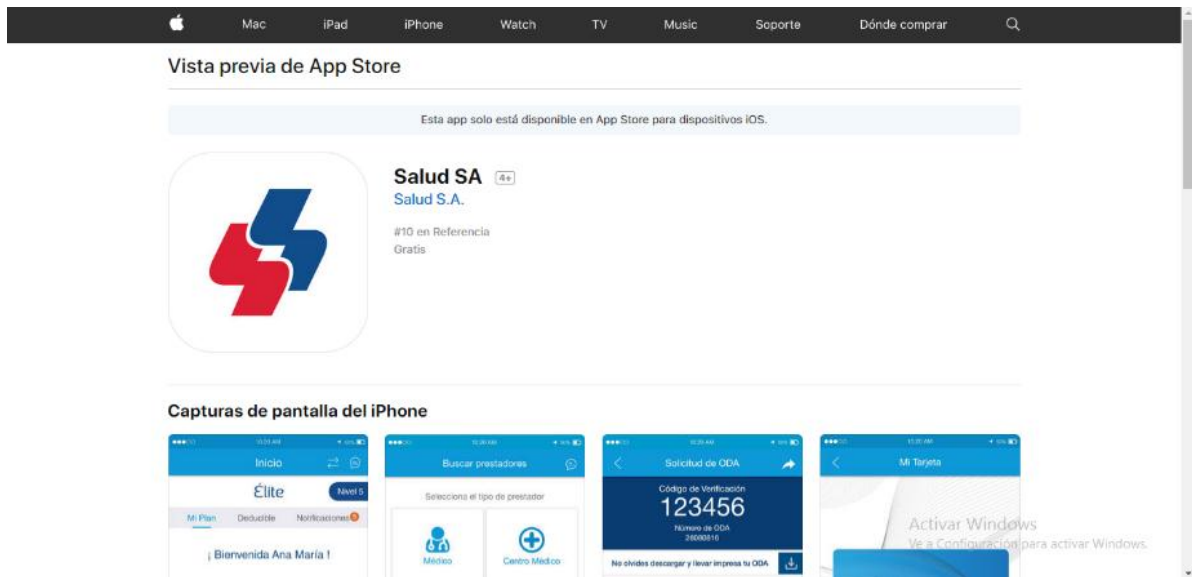 Mac iPad iPhone Watch TV Music Soporte Dónde comprar
Vista previa de App Store
Esta app solo está disponible en App Store para dispositivos iOS.
Salud SA 4+
Salud S.A.
#10 en Referencia
Gratis
Capturas de pantalla del iPhone
Inicio
Élite Nivel 5
Mi Plan Deducible Notificaciones
¡ Bienvenida Ana María !
Buscar prestadores
Selecciona el tipo de prestador
Médico Centro Médico
Solicitud de ODA
Código de Verificación
123456
Número de ODA
No olvides descargar y llevar impresa tu ODA
Mi Tarjeta
Activar Windows
Ve a Configuración para activar Windows.